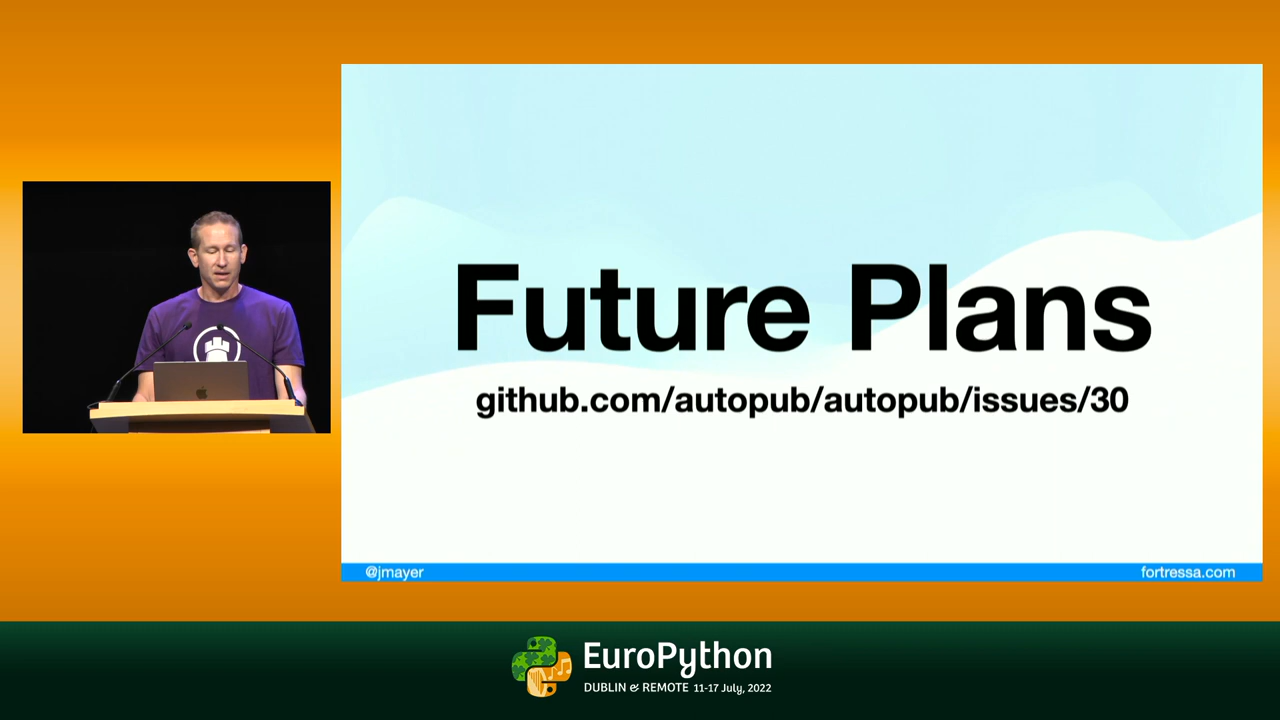 Future Plans
github.com/autopub/autopub/issues/30
@jmayer
fortressa.com
EuroPython
DUBLIN & REMOTE 11-17 July, 2022